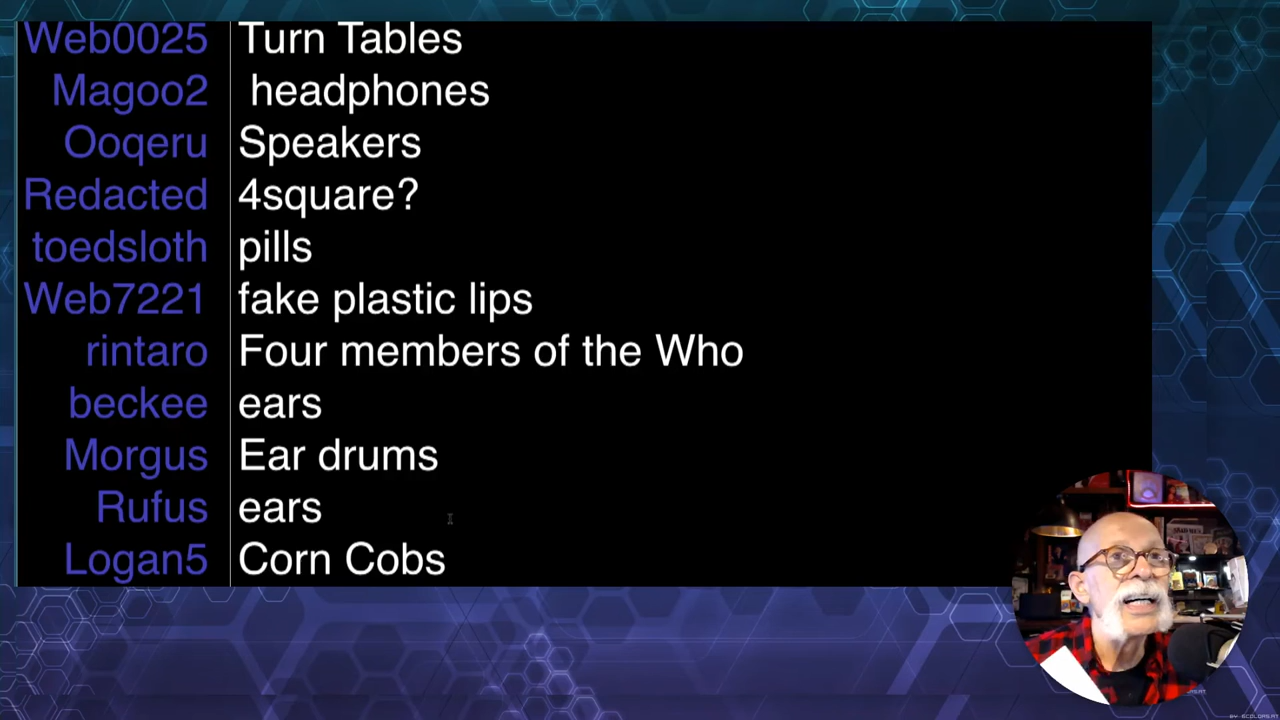 Web0025 Turn Tables
Magoo2 headphones
Ooqeru Speakers
Redacted 4square?
toedsloth pills
Web7221 fake plastic lips
rintaro Four members of the Who
beckee ears
Morgus Ear drums
Rufus ears
Logan5 Corn Cobs